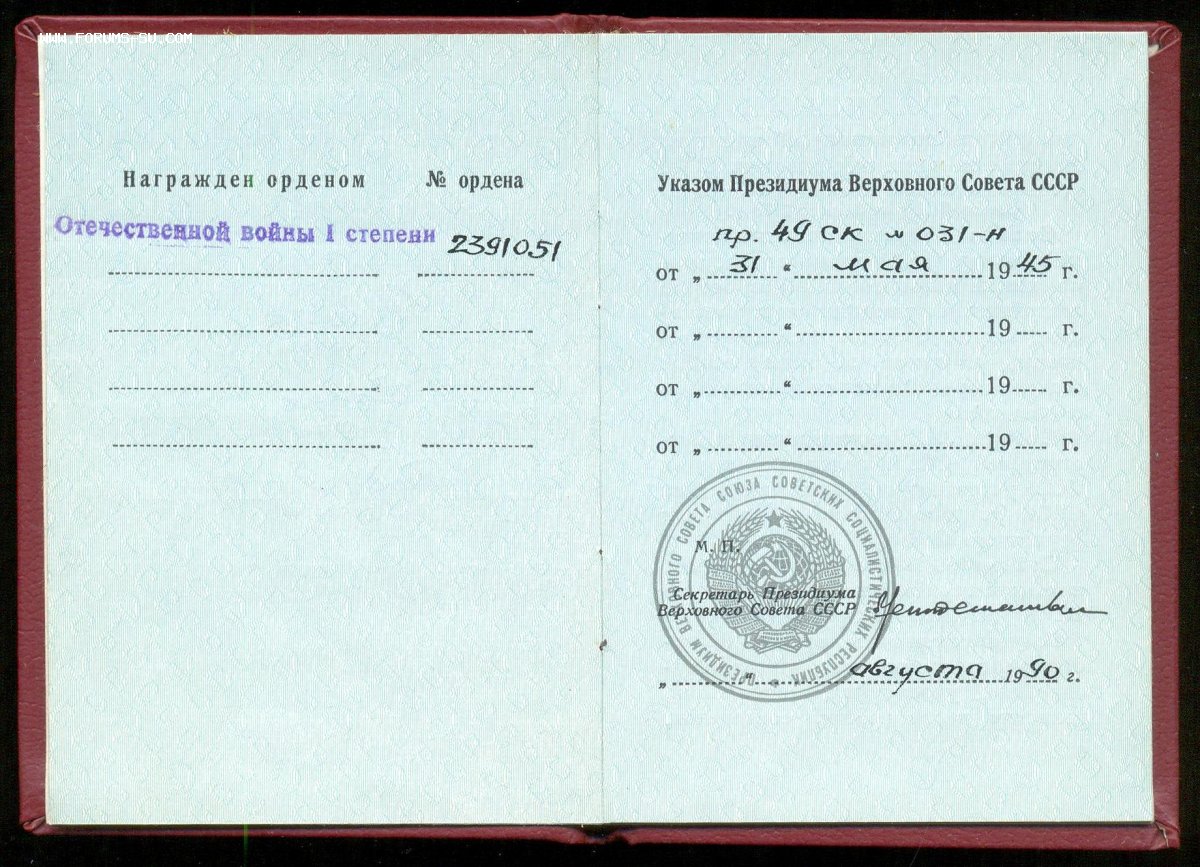 WWW.FORUMS-SU.COM
Награжден орденом № ордена
Отечественной войны I степени 2391051
Указом Президиума Верховного Совета СССР
пр. 49 СК № 031-Н
от „ 31 “ мая 1945 г.
от „ “ 19 г.
от „ “ 19 г.
от „ “ 19 г.
ПРЕЗИДИУМ ВЕРХОВНОГО СОВЕТА СОЮЗА СОВЕТСКИХ СОЦИАЛИСТИЧЕСКИХ РЕСПУБЛИК
М. П.
Секретарь Президиума
Верховного Совета СССР
„ “ августа 1990 г.